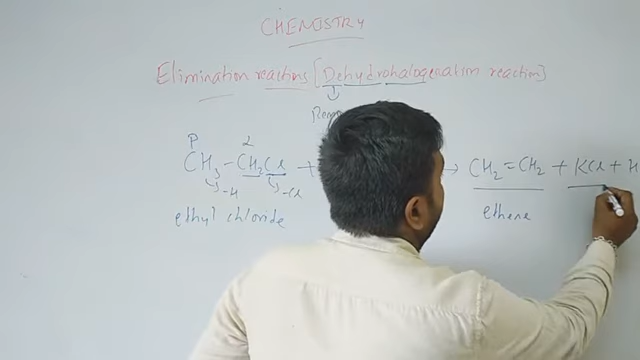 CHEMISTRY
Elimination reactions [Dehydrohalogenation reaction]
β α
CH3 - CH2Cl + → CH2 = CH2 + KCl + H
-H -Cl
ethyl chloride ethene